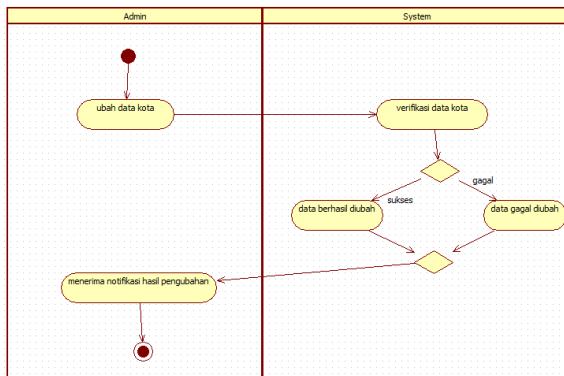 Admin
System
ubah data kota
verifikasi data kota
gagal
sukses
data berhasil diubah
data gagal diubah
menerima notifikasi hasil pengubahan